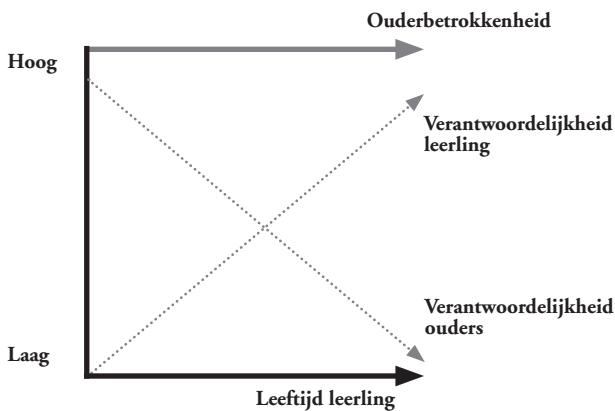 Ouderbetrokkenheid
Hoog
Verantwoordelijkheid
leerling
Verantwoordelijkheid
ouders
Laag
Leeftijd leerling